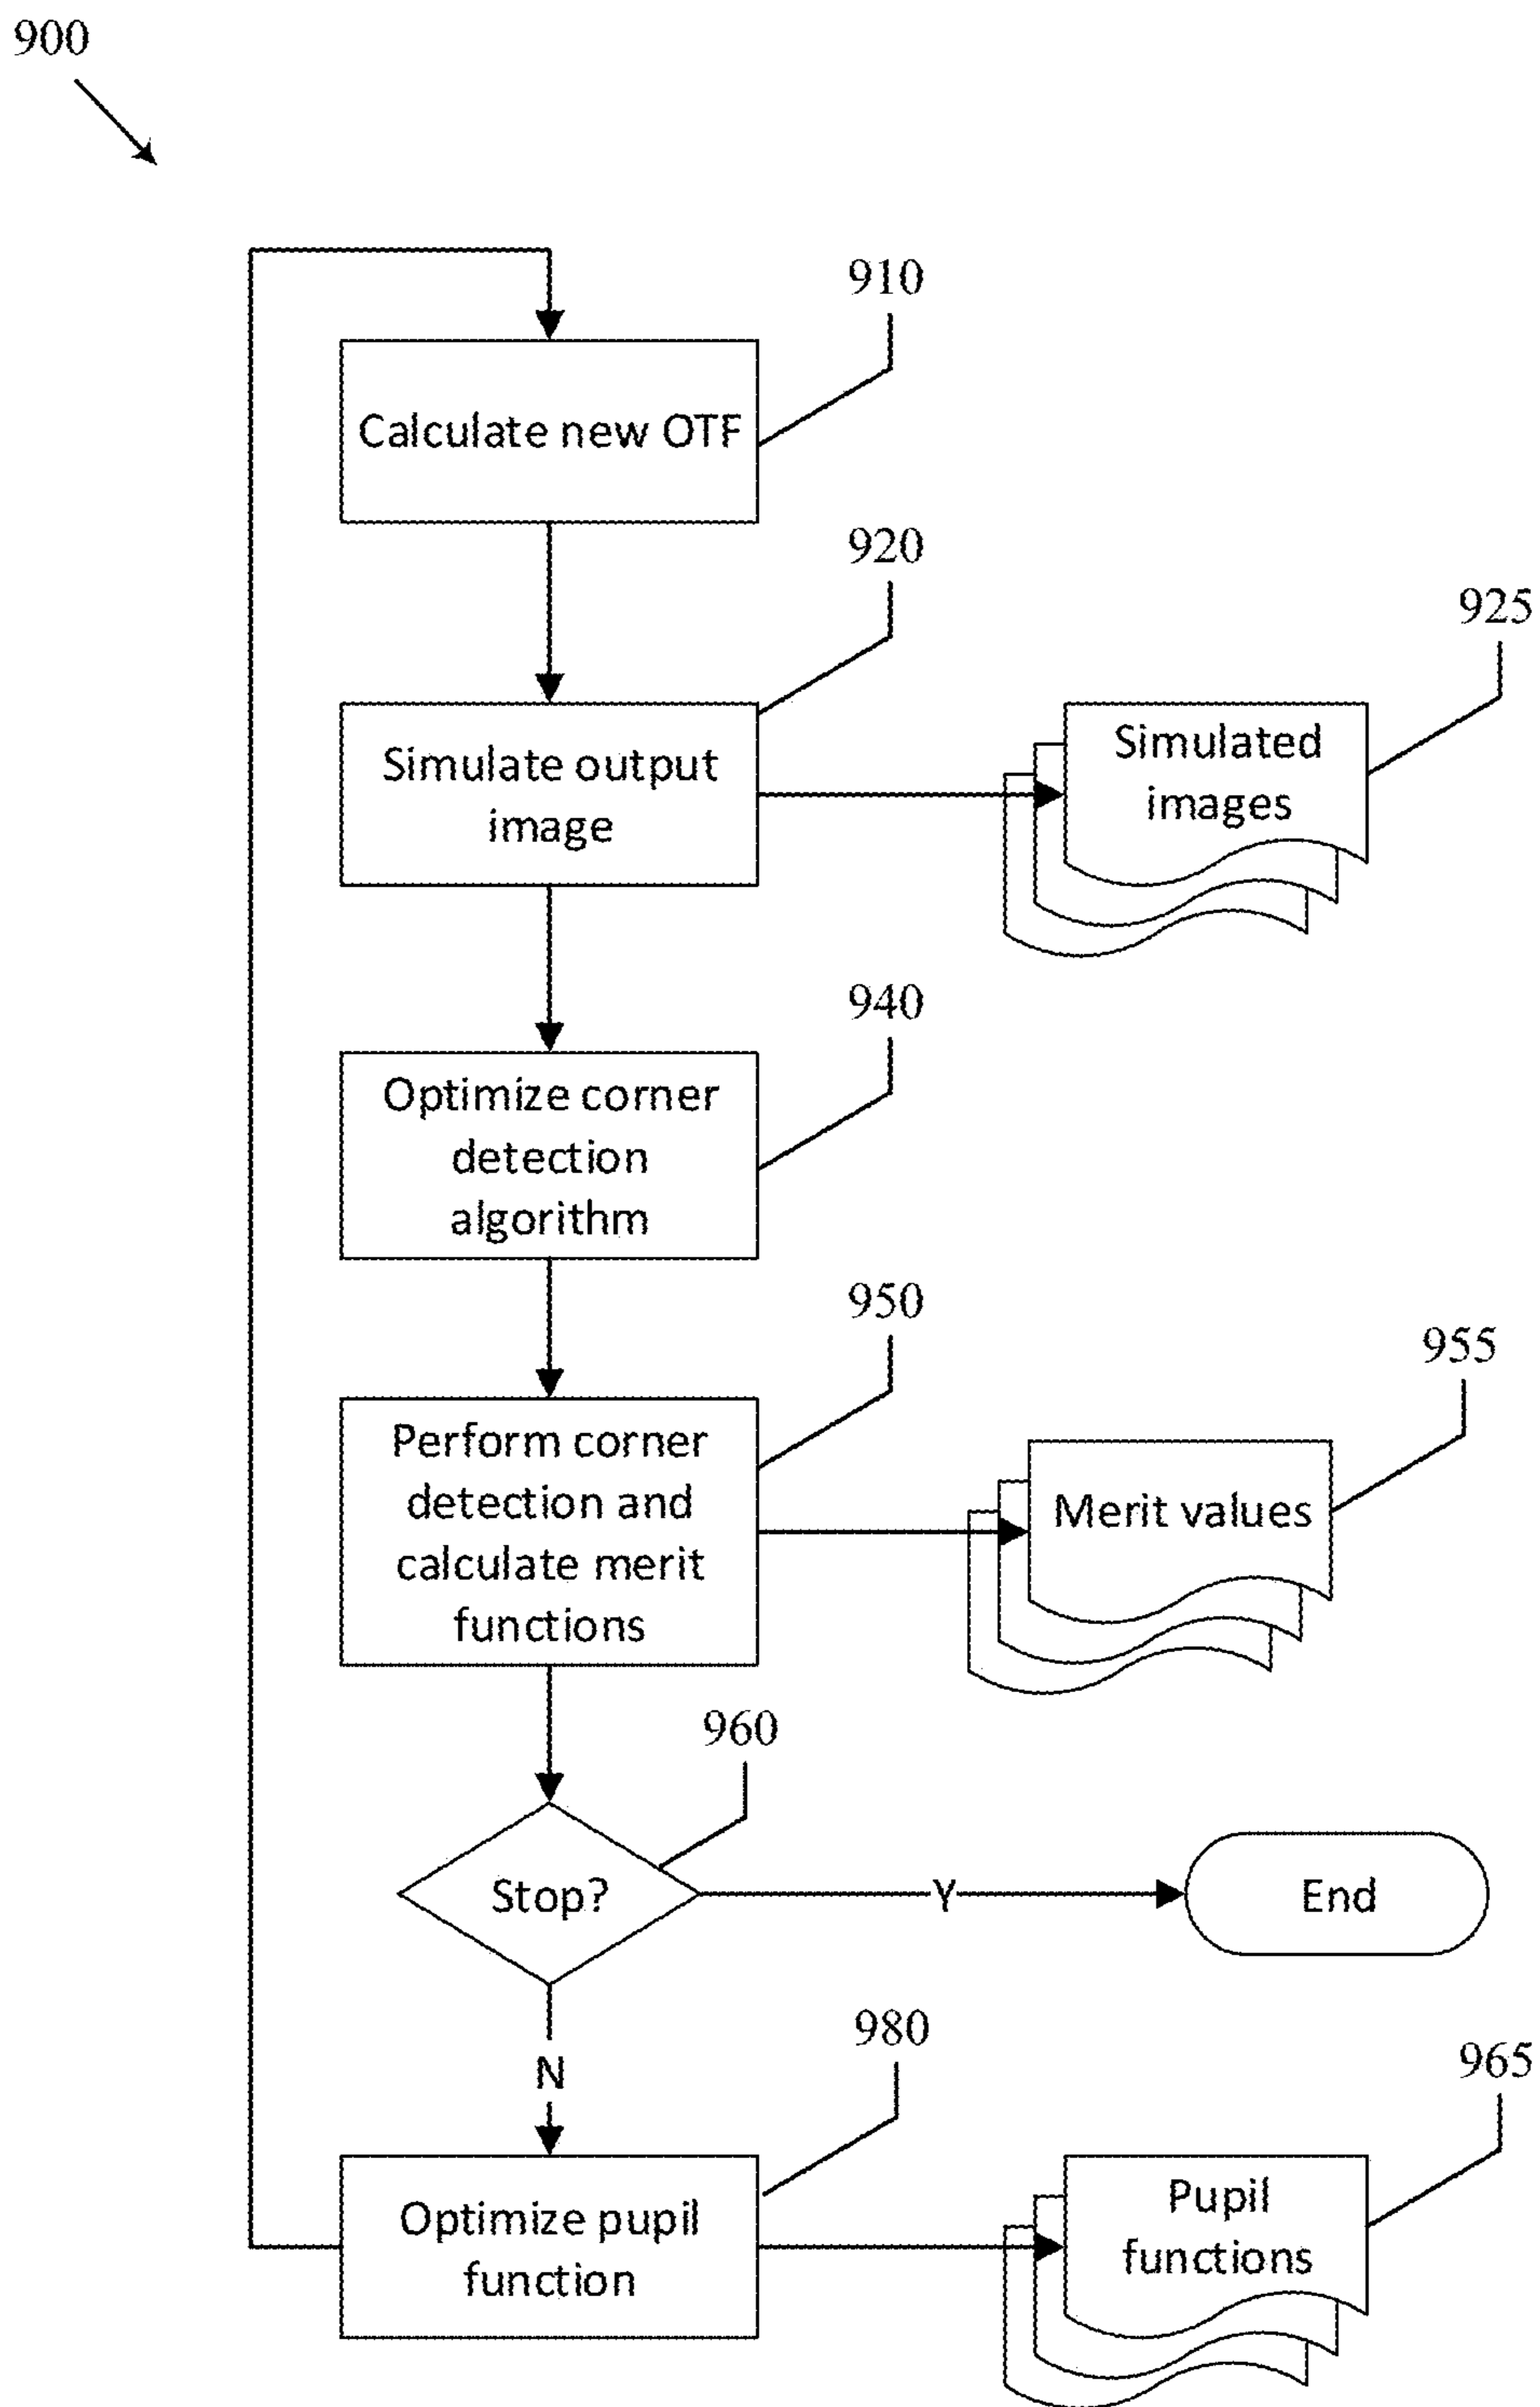 900
910
Calculate new OTF
920
925
Simulate output
image
Simulated
images
940
Optimize corner
detection
algorithm
950
955
Perform corner
detection and
calculate merit
functions
Merit values
960
Stop?
Y
End
N
980
965
Optimize pupil
function
Pupil
functions